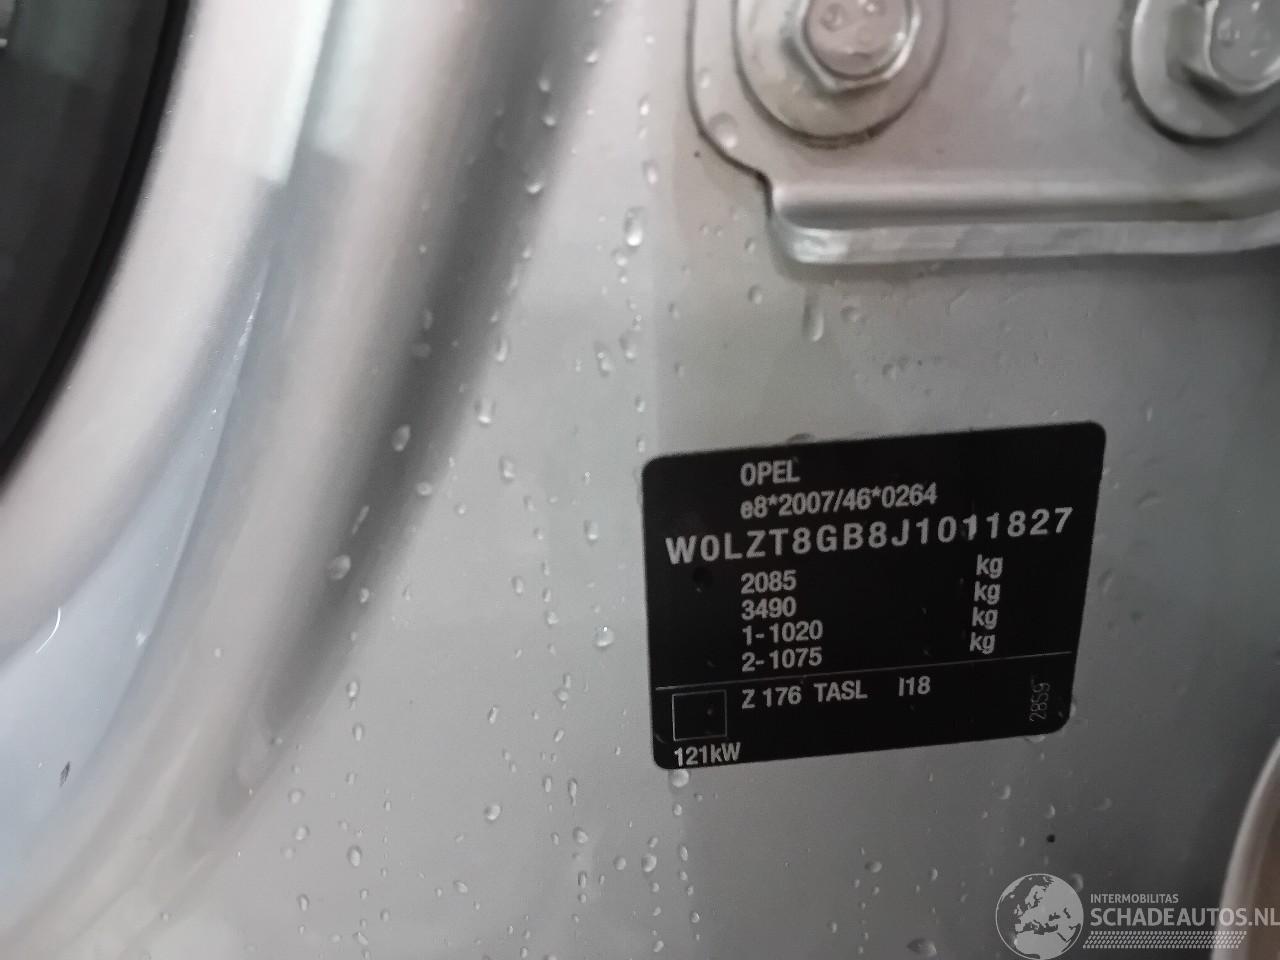 OPEL
e8*2007/46*0264
W0LZT8GB8J1011827
2085 kg
3490 kg
1-1020 kg
2-1075 kg
Z 176 TASL I18
28S9
121kW
INTERMOBILITAS
SCHADEAUTOS.NL